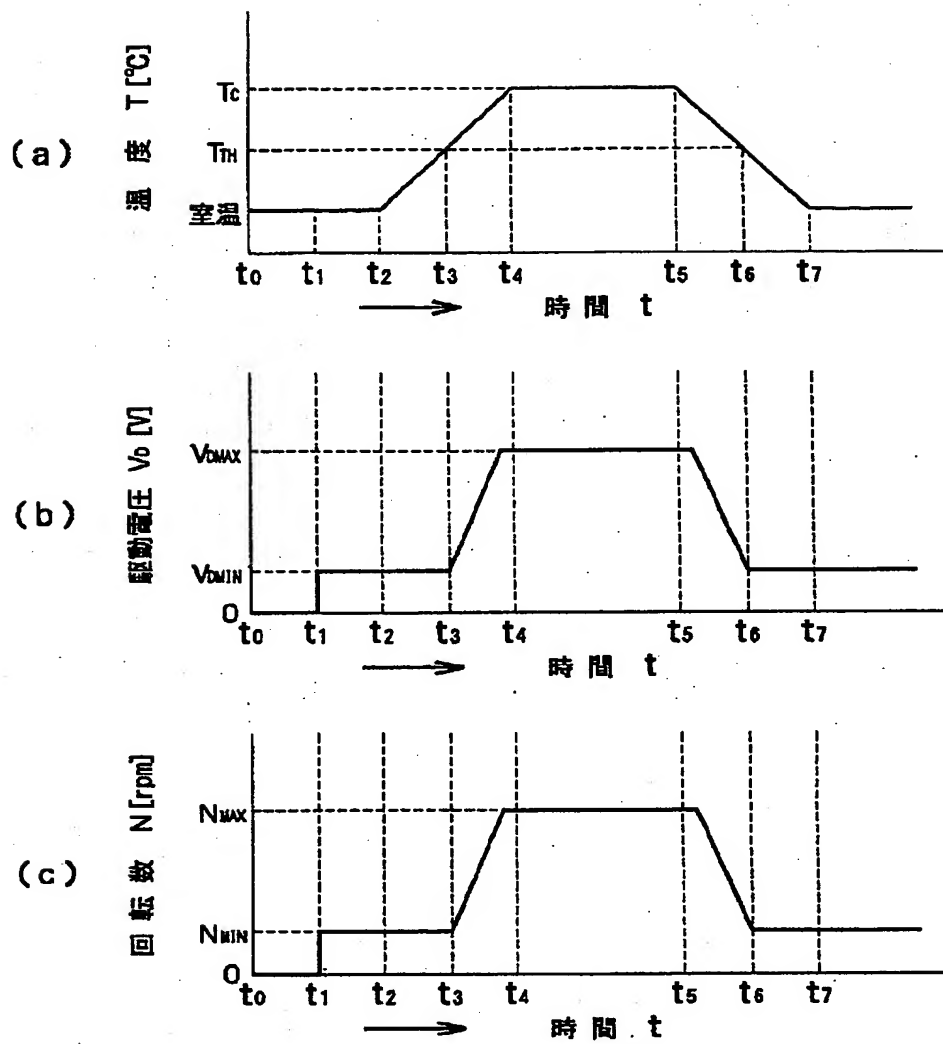 (a)
温度 T [℃]
Tc
TTH
室温
t0 t1 t2 t3 t4 t5 t6 t7
時間 t
(b)
駆動電圧 VD [V]
VDMAX
VDMIN
0
t0 t1 t2 t3 t4 t5 t6 t7
時間 t
(c)
回転数 N [rpm]
NMAX
NMIN
0
t0 t1 t2 t3 t4 t5 t6 t7
時間 t